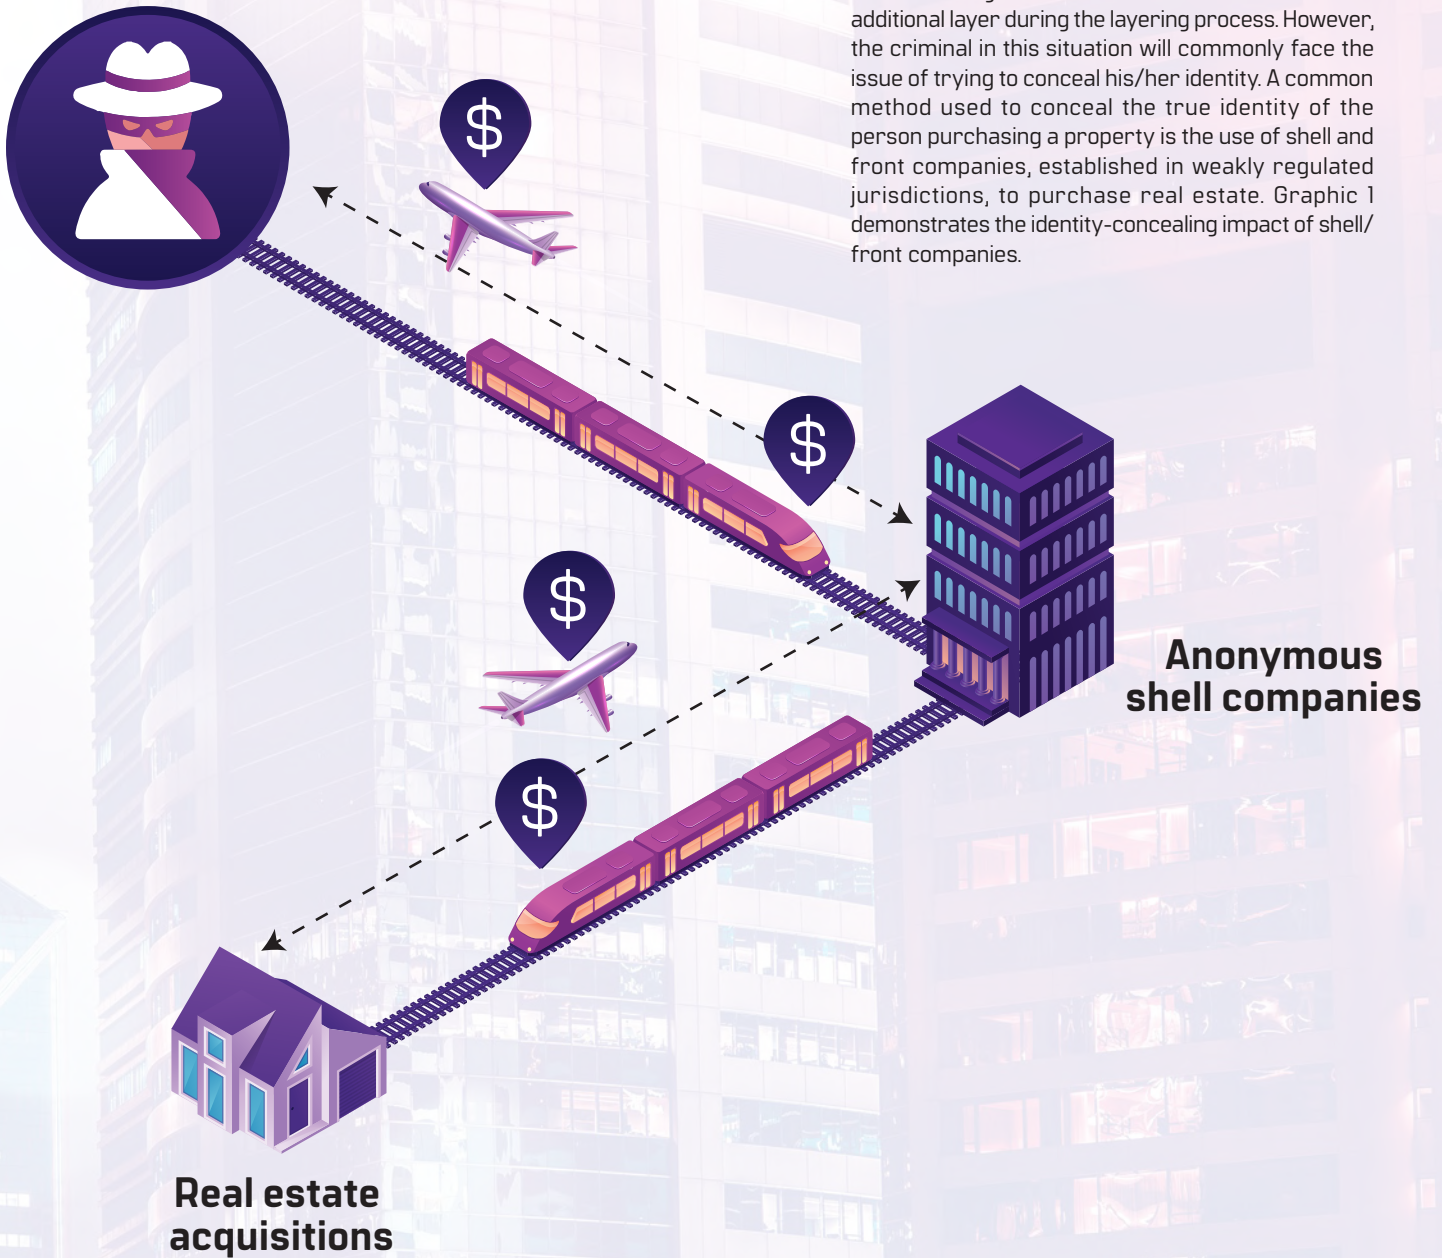 additional layer during the layering process. However,
the criminal in this situation will commonly face the
issue of trying to conceal his/her identity. A common
method used to conceal the true identity of the
person purchasing a property is the use of shell and
front companies, established in weakly regulated
jurisdictions, to purchase real estate. Graphic 1
demonstrates the identity-concealing impact of shell/
front companies.
$
$
$
Anonymous
shell companies
$
Real estate
acquisitions